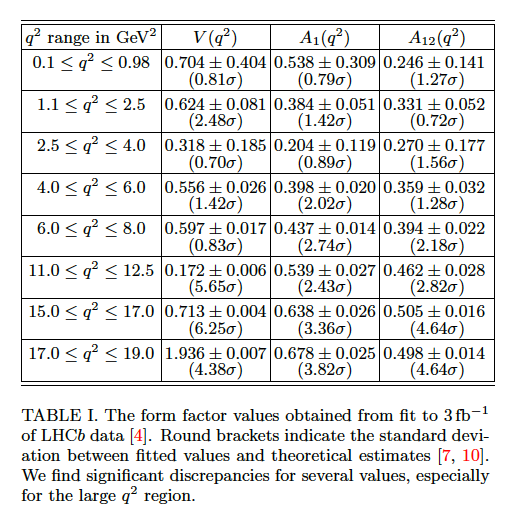 q² range in GeV² V(q²) A₁(q²) A₁₂(q²)
0.1 ≤ q² ≤ 0.98 0.704 ± 0.404 0.538 ± 0.309 0.246 ± 0.141
(0.81σ) (0.79σ) (1.27σ)
1.1 ≤ q² ≤ 2.5 0.624 ± 0.081 0.384 ± 0.051 0.331 ± 0.052
(2.48σ) (1.42σ) (0.72σ)
2.5 ≤ q² ≤ 4.0 0.318 ± 0.185 0.204 ± 0.119 0.270 ± 0.177
(0.70σ) (0.89σ) (1.56σ)
4.0 ≤ q² ≤ 6.0 0.556 ± 0.026 0.398 ± 0.020 0.359 ± 0.032
(1.42σ) (2.02σ) (1.28σ)
6.0 ≤ q² ≤ 8.0 0.597 ± 0.017 0.437 ± 0.014 0.394 ± 0.022
(0.83σ) (2.74σ) (2.18σ)
11.0 ≤ q² ≤ 12.5 0.172 ± 0.006 0.539 ± 0.027 0.462 ± 0.028
(5.65σ) (2.43σ) (2.82σ)
15.0 ≤ q² ≤ 17.0 0.713 ± 0.004 0.638 ± 0.026 0.505 ± 0.016
(6.25σ) (3.36σ) (4.64σ)
17.0 ≤ q² ≤ 19.0 1.936 ± 0.007 0.678 ± 0.025 0.498 ± 0.014
(4.38σ) (3.82σ) (4.64σ)
TABLE I. The form factor values obtained from fit to 3 fb⁻¹
of LHCb data [4]. Round brackets indicate the standard devi-
ation between fitted values and theoretical estimates [7, 10].
We find significant discrepancies for several values, especially
for the large q² region.